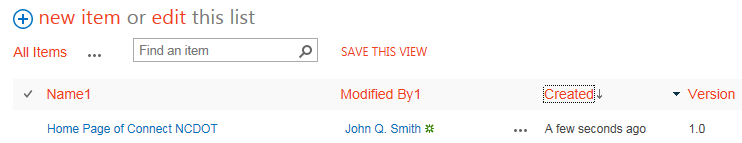 new item or edit this list
All Items ... Find an item SAVE THIS VIEW
Name1 Modified By1 Created Version
Home Page of Connect NCDOT John Q. Smith ... A few seconds ago 1.0